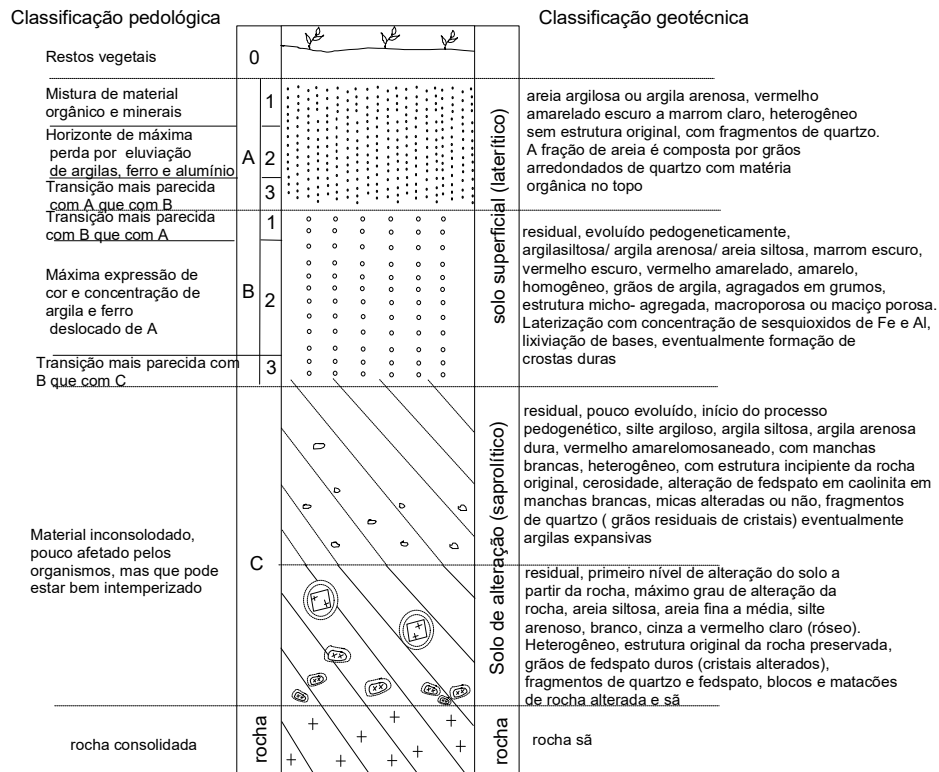 Classificação pedológica
Classificação geotécnica
Restos vegetais
0
Mistura de material
orgânico e minerais
1
Horizonte de máxima
perda por eluviação
de argilas, ferro e alumínio
A
2
Transição mais parecida
com A que com B
3
Transição mais parecida
com B que com A
1
Máxima expressão de
cor e concentração de
argila e ferro
deslocado de A
B
2
Transição mais parecida com
B que com C
3
Material inconsolodado,
pouco afetado pelos
organismos, mas que pode
estar bem intemperizado
C
rocha consolidada
rocha
solo superficial (laterítico)
areia argilosa ou argila arenosa, vermelho
amarelado escuro a marrom claro, heterogêneo
sem estrutura original, com fragmentos de quartzo.
A fração de areia é composta por grãos
arredondados de quartzo com matéria
orgânica no topo
residual, evoluído pedogeneticamente,
argilasiltosa/ argila arenosa/ areia siltosa, marrom escuro,
vermelho escuro, vermelho amarelado, amarelo,
homogêneo, grãos de argila, agragados em grumos,
estrutura micho- agregada, macroporosa ou maciço porosa.
Laterização com concentração de sesquioxidos de Fe e Al,
lixiviação de bases, eventualmente formação de
crostas duras
Solo de alteração (saprolítico)
residual, pouco evoluído, início do processo
pedogenético, silte argiloso, argila siltosa, argila arenosa
dura, vermelho amarelomosaneado, com manchas
brancas, heterogêneo, com estrutura incipiente da rocha
original, cerosidade, alteração de fedspato em caolinita em
manchas brancas, micas alteradas ou não, fragmentos
de quartzo ( grãos residuais de cristais) eventualmente
argilas expansivas
residual, primeiro nível de alteração do solo a
partir da rocha, máximo grau de alteração da
rocha, areia siltosa, areia fina a média, silte
arenoso, branco, cinza a vermelho claro (róseo).
Heterogêneo, estrutura original da rocha preservada,
grãos de fedspato duros (cristais alterados),
fragmentos de quartzo e fedspato, blocos e matacões
de rocha alterada e sã
rocha
rocha sã